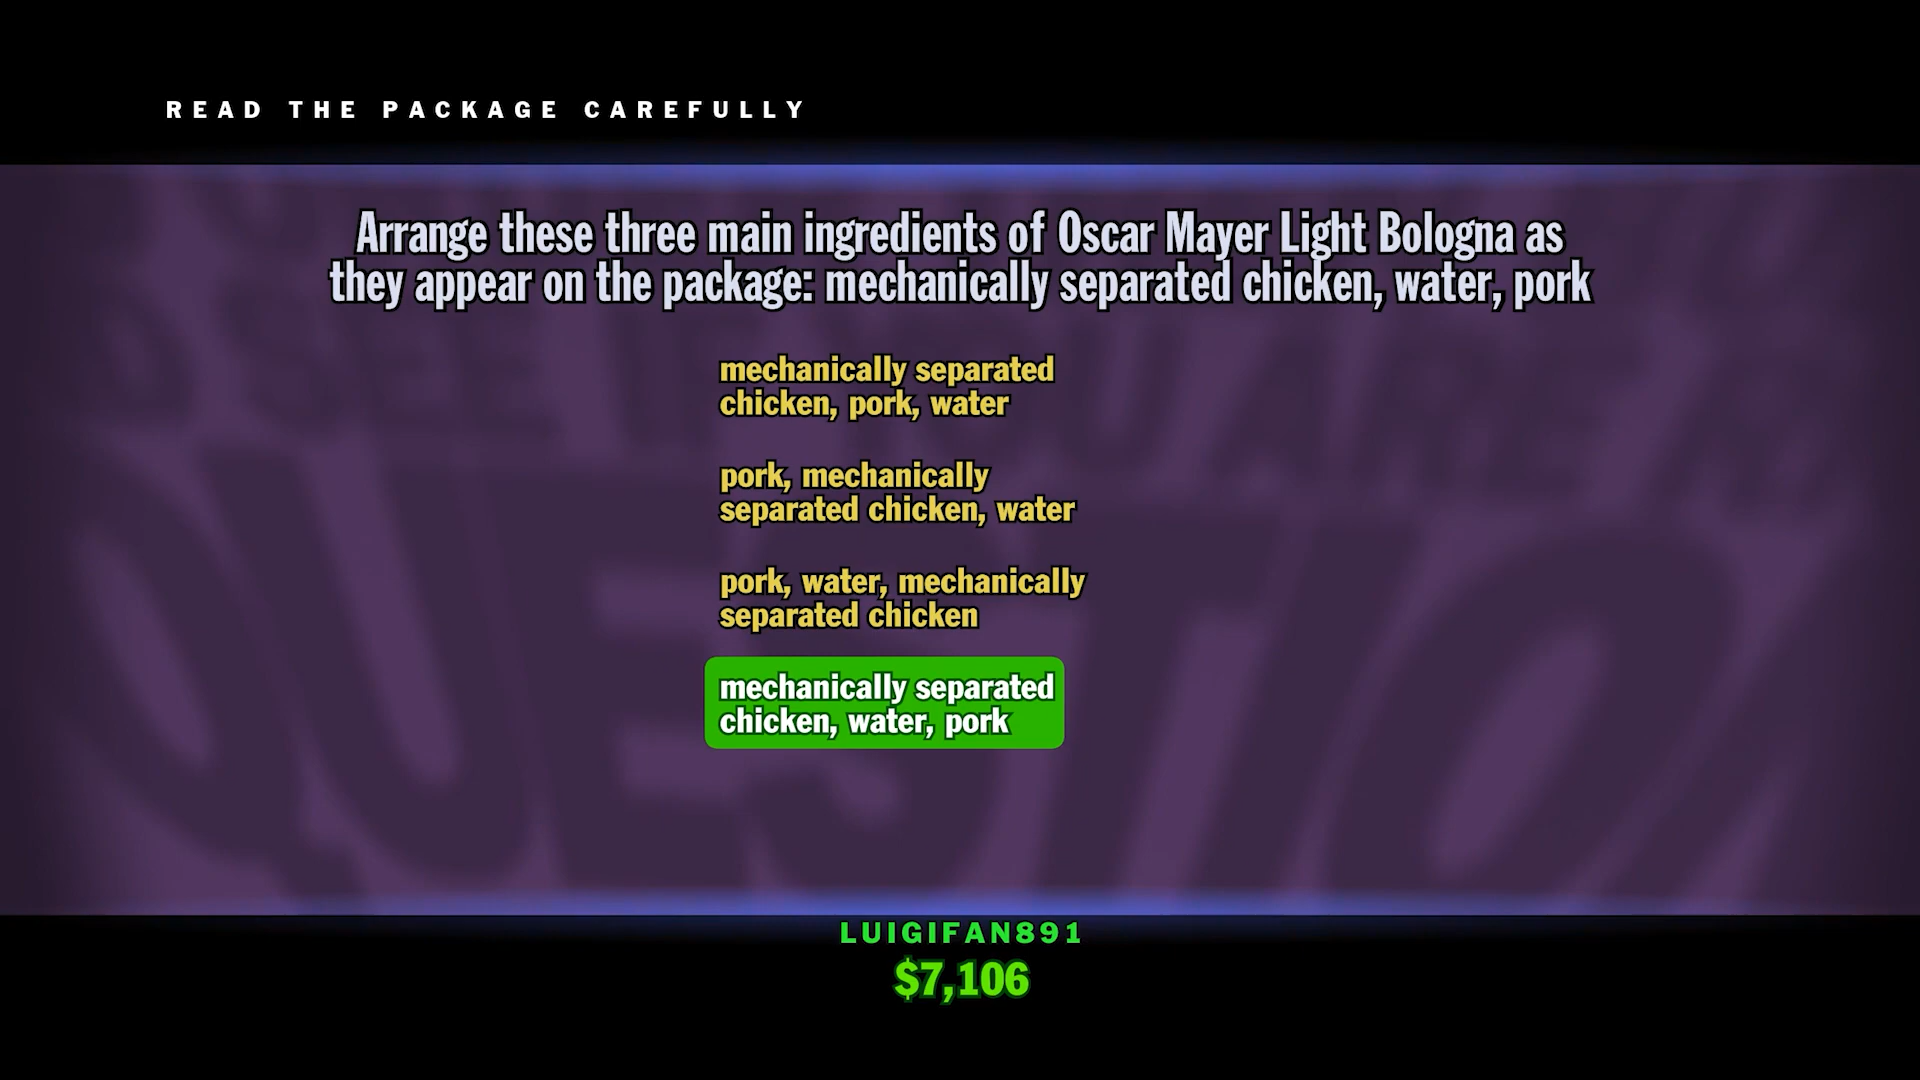 READ THE PACKAGE CAREFULLY
Arrange these three main ingredients of Oscar Mayer Light Bologna as
they appear on the package: mechanically separated chicken, water, pork
mechanically separated
chicken, pork, water
pork, mechanically
separated chicken, water
pork, water, mechanically
separated chicken
mechanically separated
chicken, water, pork
LUIGIFAN891
$7,106